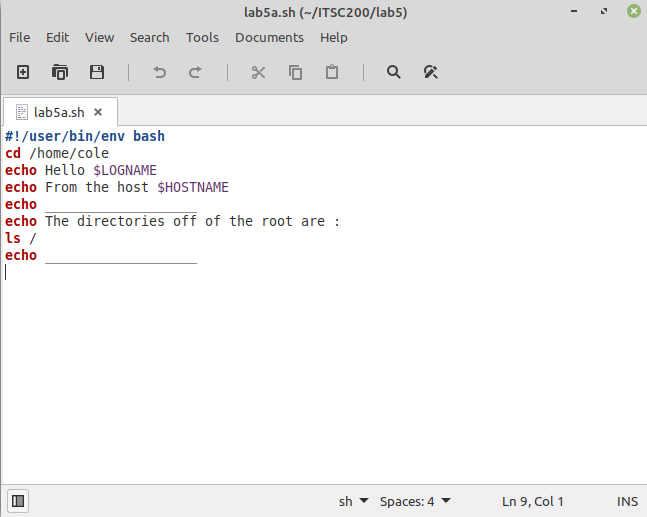 lab5a.sh (~/ITSC200/lab5)
File Edit View Search Tools Documents Help
lab5a.sh
#!/user/bin/env bash
cd /home/cole
echo Hello $LOGNAME
echo From the host $HOSTNAME
echo ___________________
echo The directories off of the root are :
ls /
echo ___________________
sh Spaces: 4 Ln 9, Col 1 INS